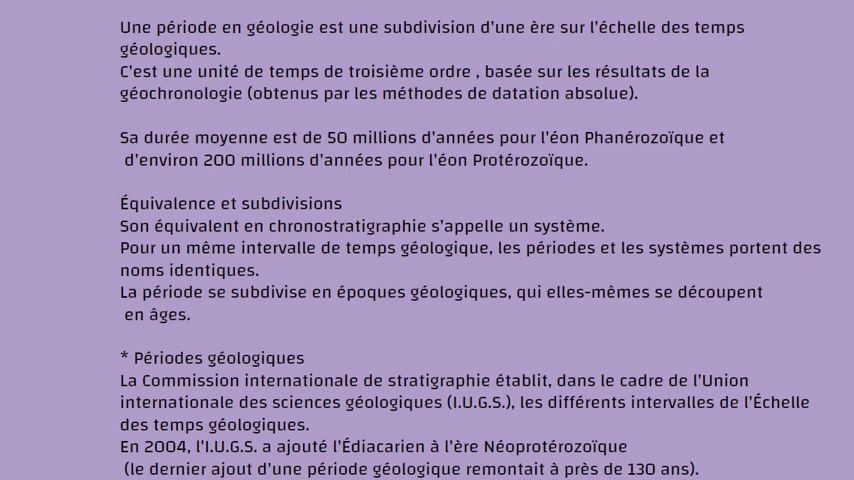 Une période en géologie est une subdivision d'une ère sur l'échelle des temps
géologiques.
C'est une unité de temps de troisième ordre , basée sur les résultats de la
géochronologie (obtenus par les méthodes de datation absolue).
Sa durée moyenne est de 50 millions d'années pour l'éon Phanérozoïque et
d'environ 200 millions d'années pour l'éon Protérozoïque.
Équivalence et subdivisions
Son équivalent en chronostratigraphie s'appelle un système.
Pour un même intervalle de temps géologique, les périodes et les systèmes portent des
noms identiques.
La période se subdivise en époques géologiques, qui elles-mêmes se découpent
en âges.
* Périodes géologiques
La Commission internationale de stratigraphie établit, dans le cadre de l'Union
internationale des sciences géologiques (I.U.G.S.), les différents intervalles de l'Échelle
des temps géologiques.
En 2004, l'I.U.G.S. a ajouté l'Édiacarien à l'ère Néoprotérozoïque
(le dernier ajout d'une période géologique remontait à près de 130 ans).